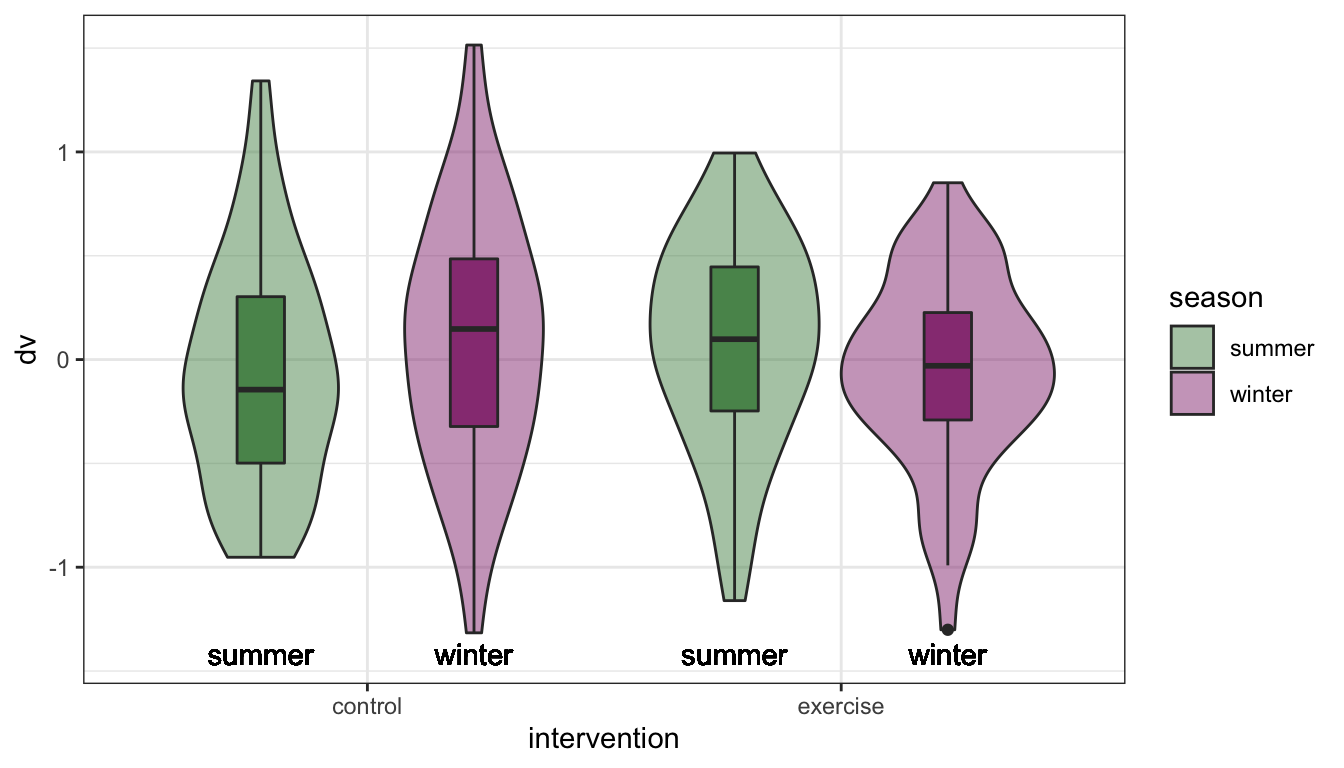 dv
1
0
-1
summer winter summer winter
control exercise
intervention
season
summer
winter